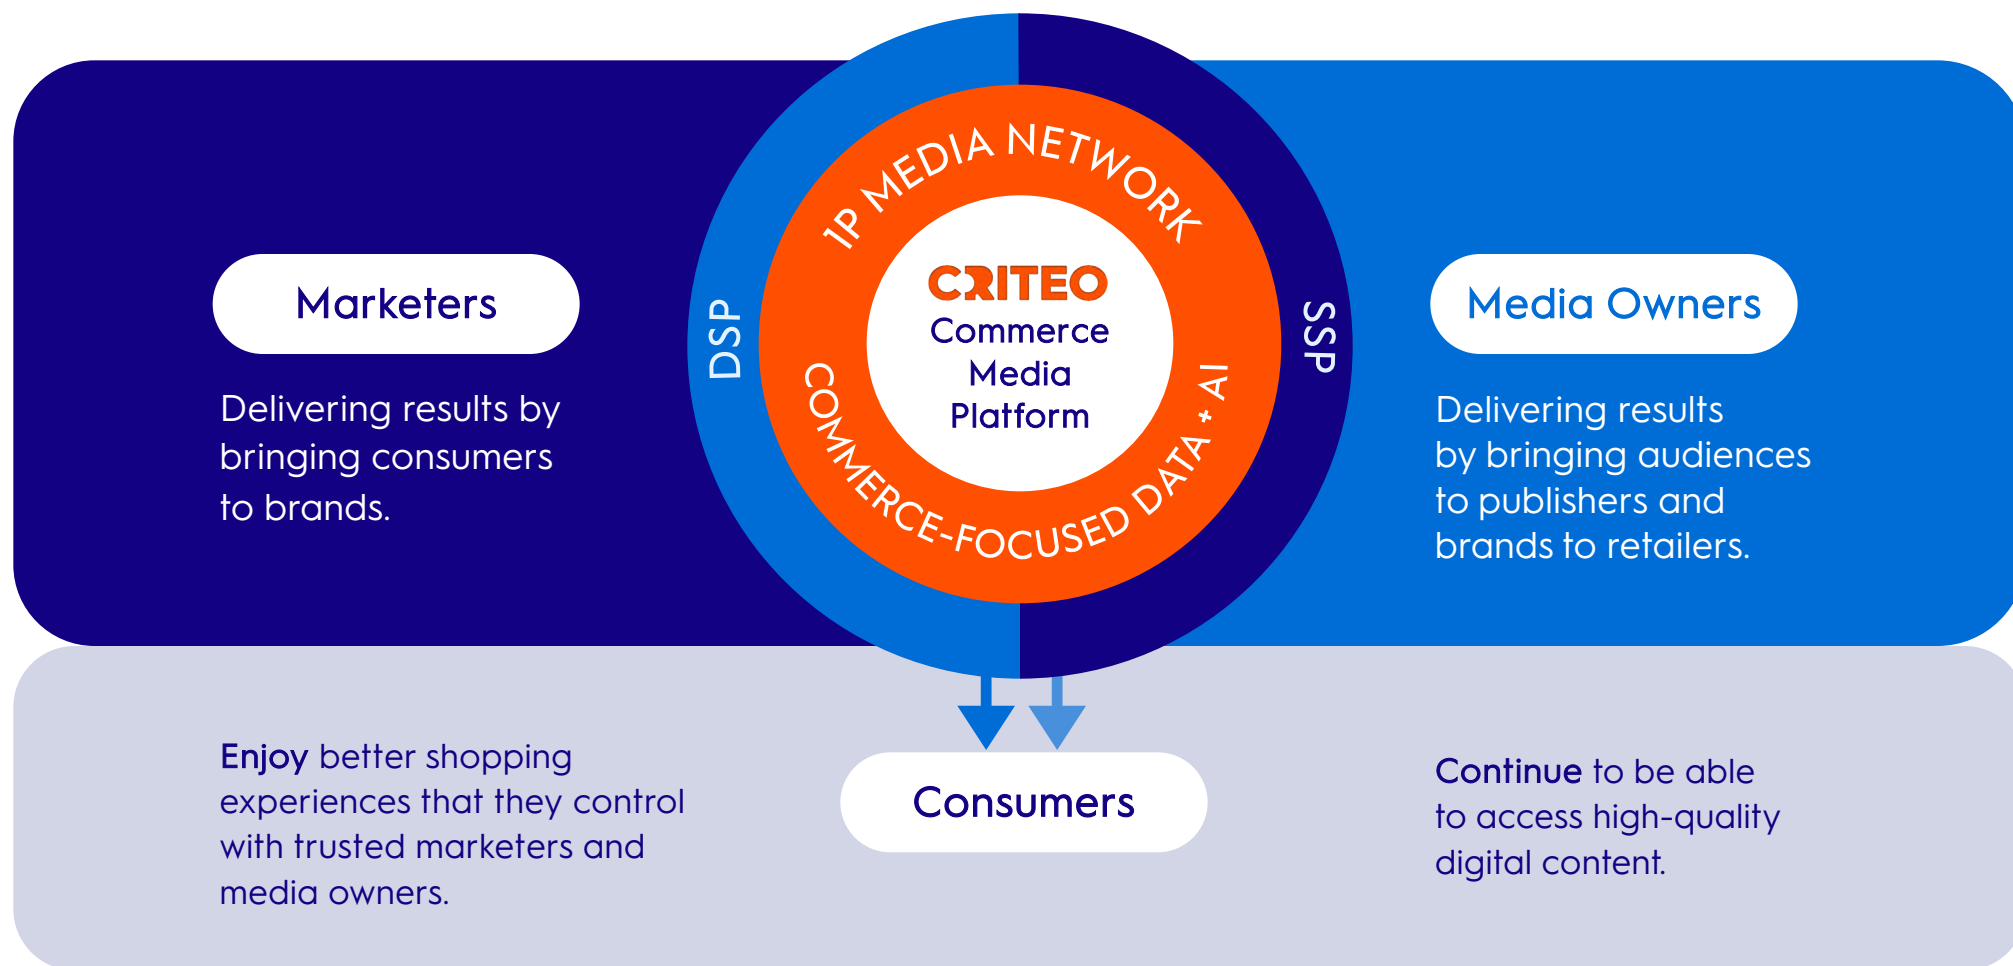 Marketers
Delivering results by
bringing consumers
to brands.
DSP
1P MEDIA NETWORK
CRITEO
Commerce
Media
Platform
COMMERCE-FOCUSED DATA + AI
SSP
Media Owners
Delivering results
by bringing audiences
to publishers and
brands to retailers.
Enjoy better shopping
experiences that they control
with trusted marketers and
media owners.
Consumers
Continue to be able
to access high-quality
digital content.